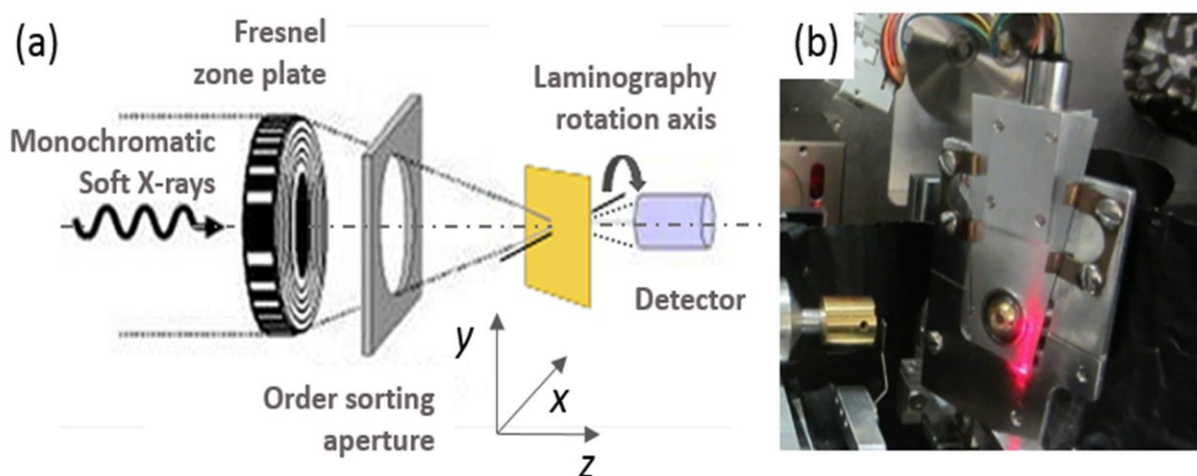 (a)
Fresnel
zone plate
Monochromatic
Soft X-rays
Laminography
rotation axis
Detector
Order sorting
aperture
y
x
z
(b)